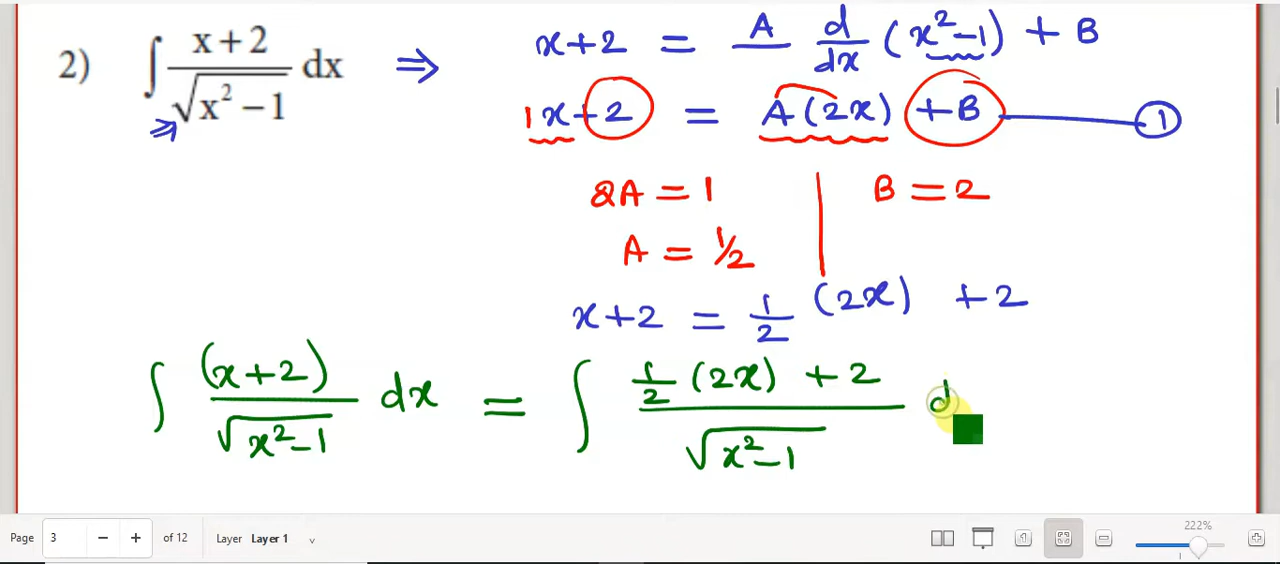 2) ∫ x+2 / √x² − 1 dx ⇒ x+2 = A d/dx (x²−1) + B
1x+2 = A(2x) +B ①
2A = 1 B = 2
A = 1/2
x+2 = 1/2 (2x) + 2
∫ (x+2) / √x²−1 dx = ∫ 1/2 (2x) + 2 / √x²−1 d
Page 3 − + of 12 Layer Layer 1 222%